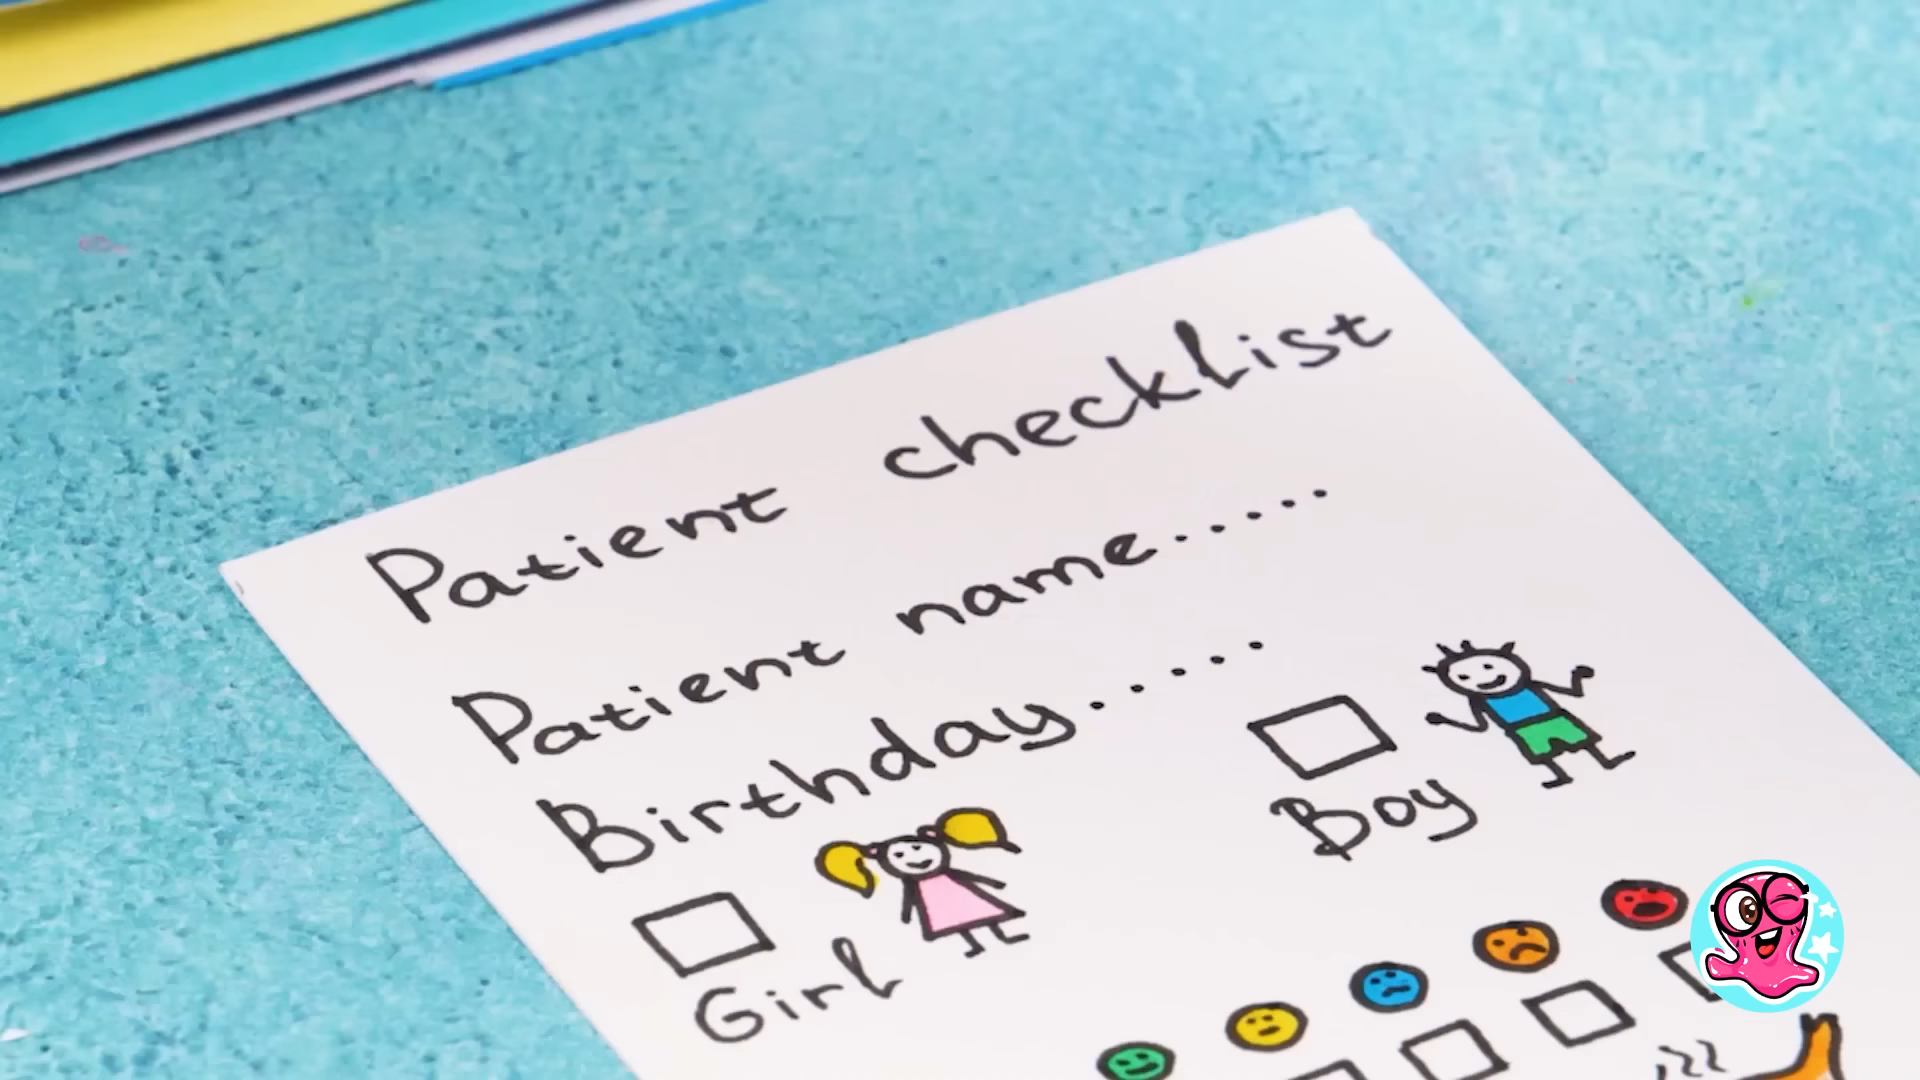 Patient checklist
Patient name.....
Birthday.....
Boy
Girl